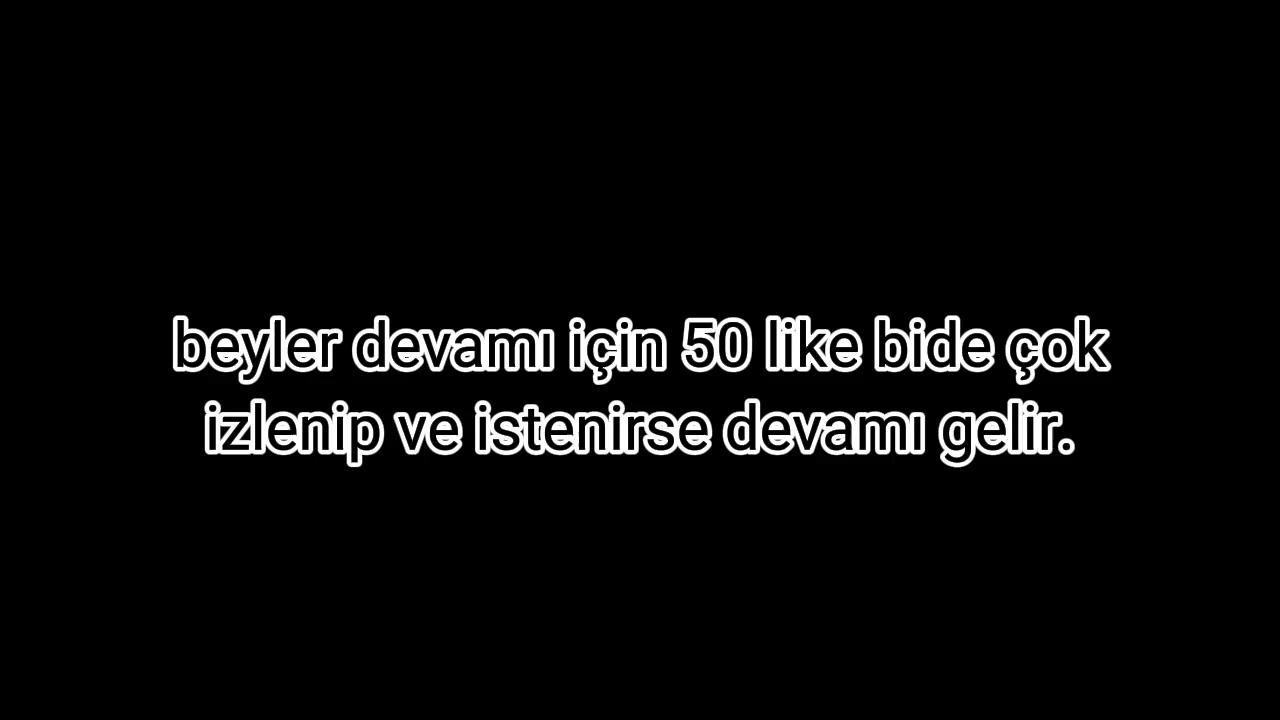 beyler devamı için 50 like bide çok
izlenip ve istenirse devamı gelir.